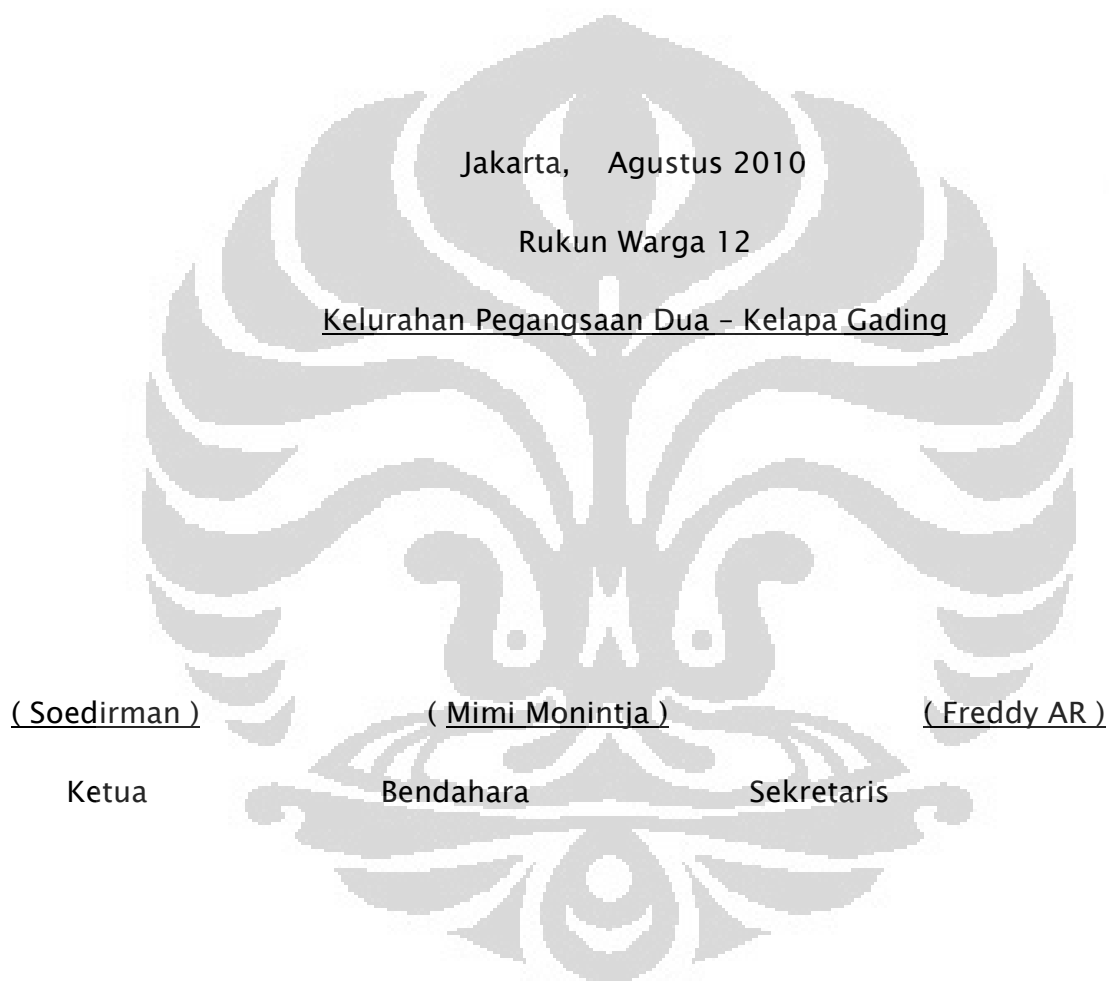 Jakarta, Agustus 2010
Rukun Warga 12
Kelurahan Pegangsaan Dua – Kelapa Gading
( Soedirman ) ( Mimi Monintja ) ( Freddy AR )
Ketua Bendahara Sekretaris